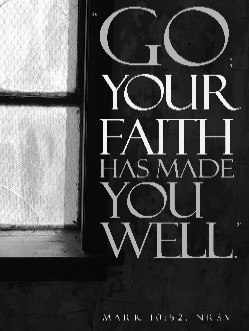 "GO;
YOUR
FAITH
HAS MADE
YOU
WELL."
MARK 10:52, NRSV